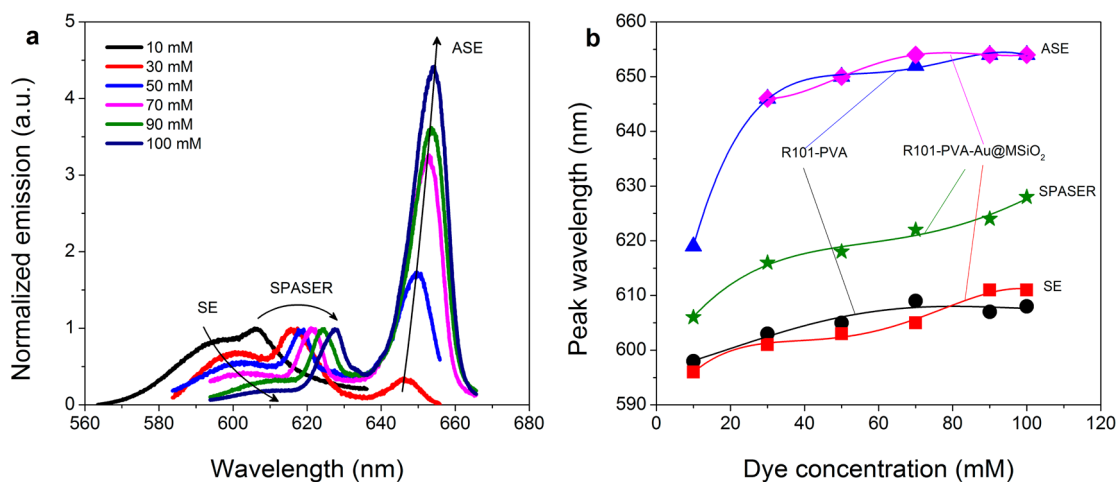 a
10 mM
30 mM
50 mM
70 mM
90 mM
100 mM
ASE
SPASER
SE
5
4
3
2
1
0
560
580
600
620
640
660
680
Normalized emission (a.u.)
Wavelength (nm)
b
ASE
R101-PVA
R101-PVA-Au@MSiO₂
SPASER
SE
660
650
640
630
620
610
600
590
0
20
40
60
80
100
120
Peak wavelength (nm)
Dye concentration (mM)